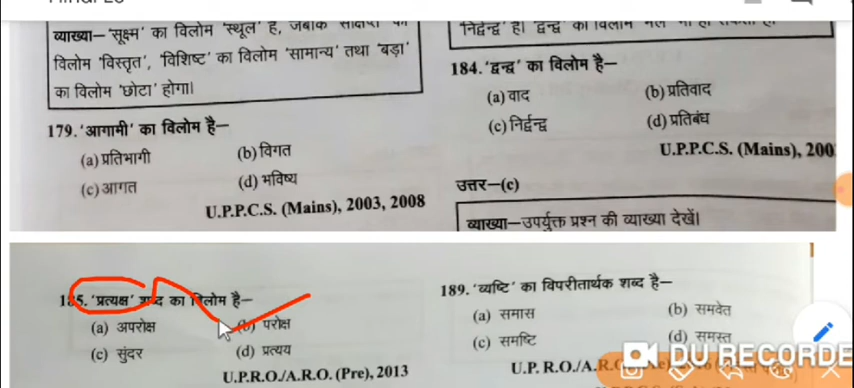 व्याख्या–'सूक्ष्म' का विलोम 'स्थूल' है, जबकि
विलोम 'विस्तृत', 'विशिष्ट' का विलोम 'सामान्य' तथा 'बड़ा'
का विलोम 'छोटा' होगा।
179. 'आगामी' का विलोम है–
(a) प्रतिभागी (b) विगत
(c) आगत (d) भविष्य
U.P.P.C.S. (Mains), 2003, 2008
184. 'द्वन्द्व' का विलोम है–
(a) वाद (b) प्रतिवाद
(c) निर्द्वन्द्व (d) प्रतिबंध
U.P.P.C.S. (Mains), 200
उत्तर–(c)
व्याख्या–उपर्युक्त प्रश्न की व्याख्या देखें।
185. 'प्रत्यक्ष' शब्द का विलोम है–
(a) अपरोक्ष (b) परोक्ष
(c) सुंदर (d) प्रत्यय
U.P.R.O./A.R.O. (Pre), 2013
189. 'व्यष्टि' का विपरीतार्थक शब्द है–
(a) समास (b) समवेत
(c) समष्टि (d) समस्त
U.P. R.O./A.R.
DU RECORDE